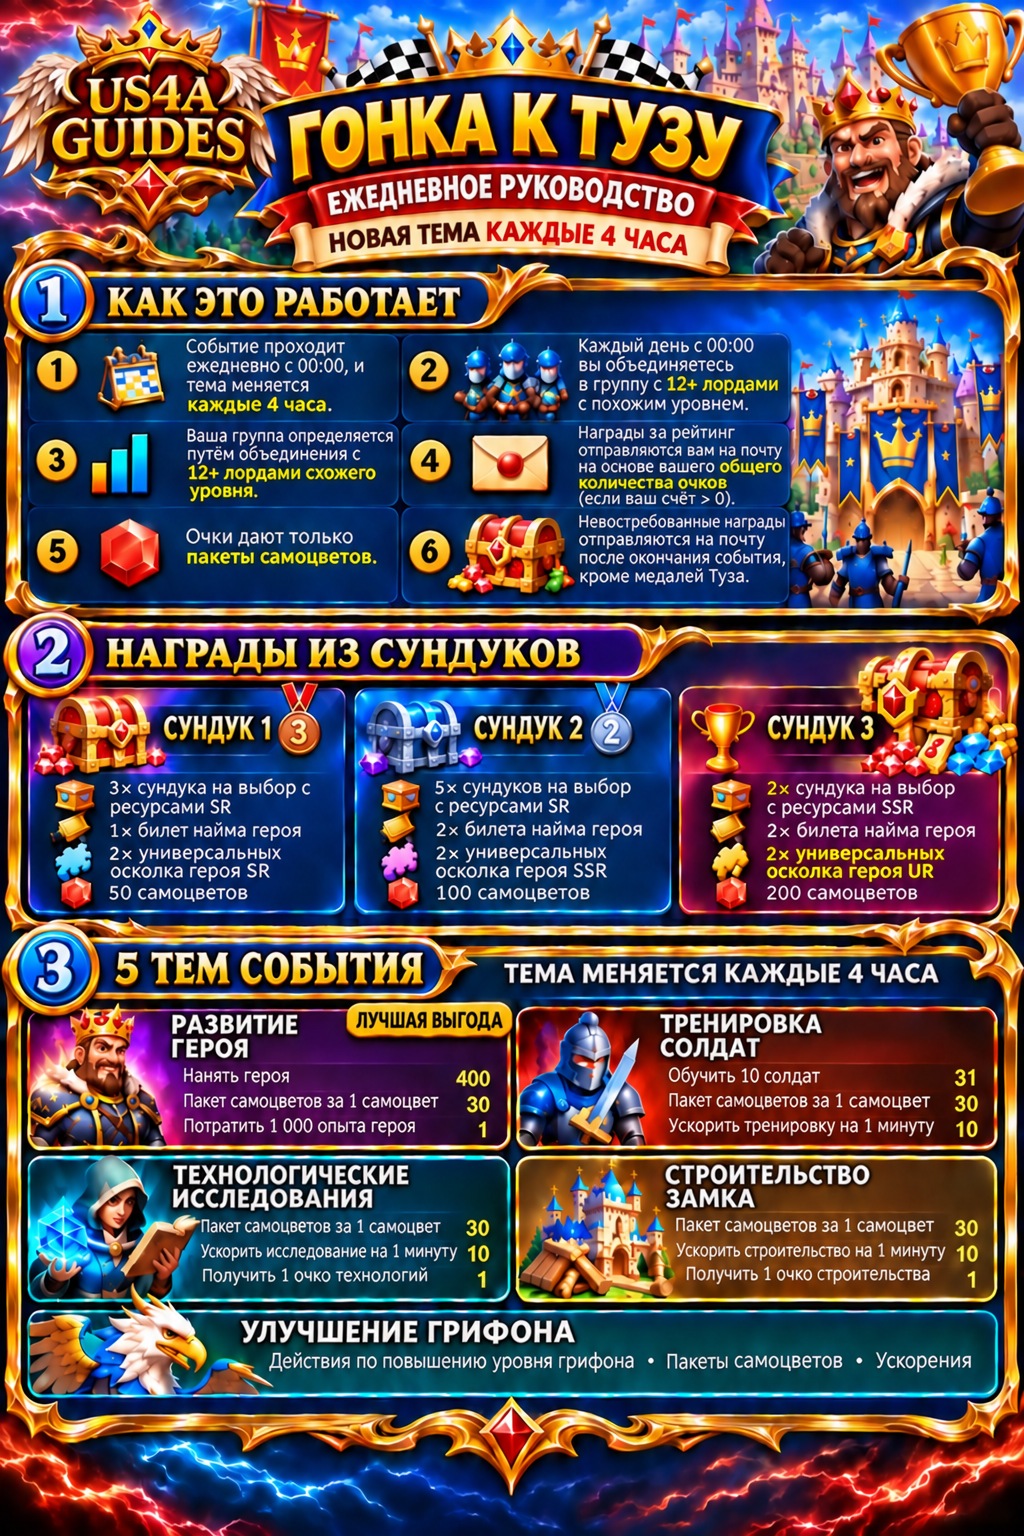 US4A
GUIDES
ГОНКА К ТУЗУ
ЕЖЕДНЕВНОЕ РУКОВОДСТВО
НОВАЯ ТЕМА КАЖДЫЕ 4 ЧАСА
1 КАК ЭТО РАБОТАЕТ
1
Событие проходит
ежедневно с 00:00, и
тема меняется
каждые 4 часа.
2
Каждый день с 00:00
вы объединяетесь
в группу с 12+ лордами
с похожим уровнем.
3
Ваша группа определяется
путём объединения с
12+ лордами схожего
уровня.
4
Награды за рейтинг
отправляются вам на почту
на основе вашего общего
количества очков
(если ваш счёт > 0).
5
Очки дают только
пакеты самоцветов.
6
Невостребованные награды
отправляются на почту
после окончания события,
кроме медалей Туза.
2 НАГРАДЫ ИЗ СУНДУКОВ
СУНДУК 1 3
3× сундука на выбор с
ресурсами SR
1× билет найма героя
2× универсальных
осколка героя SR
50 самоцветов
СУНДУК 2 2
5× сундуков на выбор
с ресурсами SR
2× билета найма героя
2× универсальных
осколка героя SSR
100 самоцветов
СУНДУК 3
8
2× сундука на выбор
с ресурсами SSR
2× билета найма героя
2× универсальных
осколка героя UR
200 самоцветов
3 5 ТЕМ СОБЫТИЯ
ТЕМА МЕНЯЕТСЯ КАЖДЫЕ 4 ЧАСА
РАЗВИТИЕ
ГЕРОЯ
ЛУЧШАЯ ВЫГОДА
Нанять героя 400
Пакет самоцветов за 1 самоцвет 30
Потратить 1 000 опыта героя 1
ТРЕНИРОВКА
СОЛДАТ
Обучить 10 солдат 31
Пакет самоцветов за 1 самоцвет 30
Ускорить тренировку на 1 минуту 10
ТЕХНОЛОГИЧЕСКИЕ
ИССЛЕДОВАНИЯ
Пакет самоцветов за 1 самоцвет 30
Ускорить исследование на 1 минуту 10
Получить 1 очко технологий 1
СТРОИТЕЛЬСТВО
ЗАМКА
Пакет самоцветов за 1 самоцвет 30
Ускорить строительство на 1 минуту 10
Получить 1 очко строительства 1
УЛУЧШЕНИЕ ГРИФОНА
Действия по повышению уровня грифона • Пакеты самоцветов • Ускорения